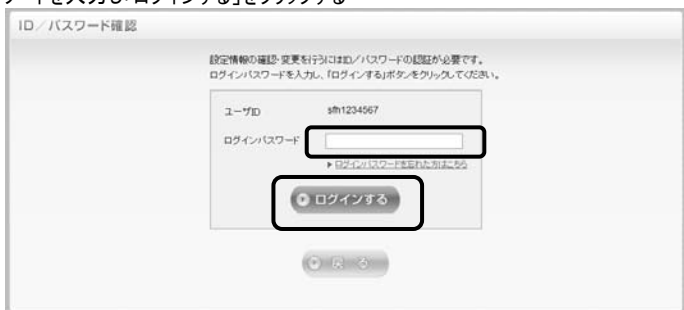 ードを入力し「ログインする」をクリックする
ID／パスワード確認
設定情報の確認・変更を行うにはID／パスワードの認証が必要です。
ログインパスワードを入力し、「ログインする」ボタンをクリックしてください。
ユーザID sfh1234567
ログインパスワード
▶ログインパスワードを忘れた方はこちら
ログインする
戻 る